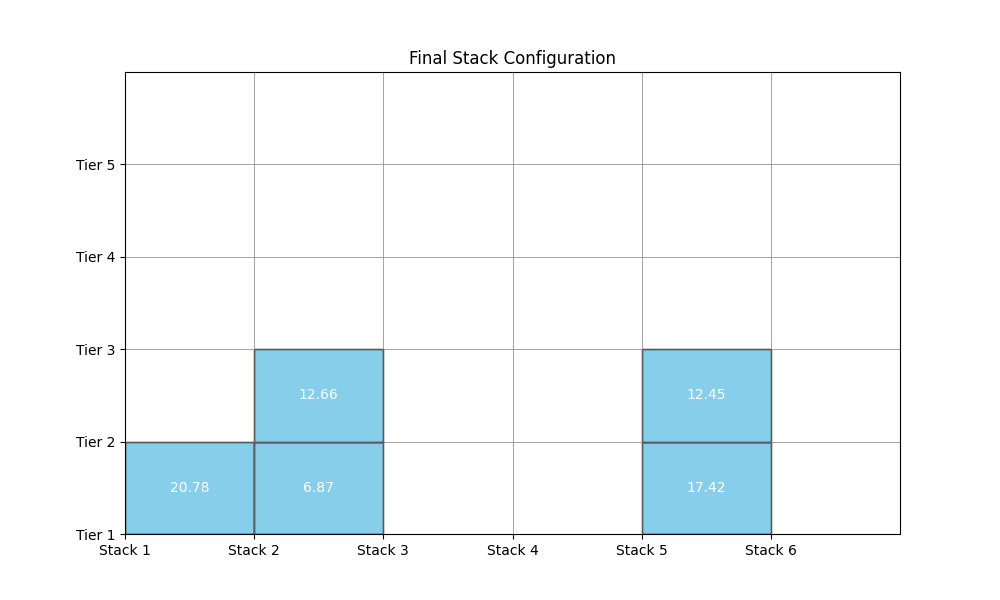 Final Stack Configuration
Tier 5
Tier 4
Tier 3
12.66 12.45
Tier 2
20.78 6.87 17.42
Tier 1
Stack 1 Stack 2 Stack 3 Stack 4 Stack 5 Stack 6